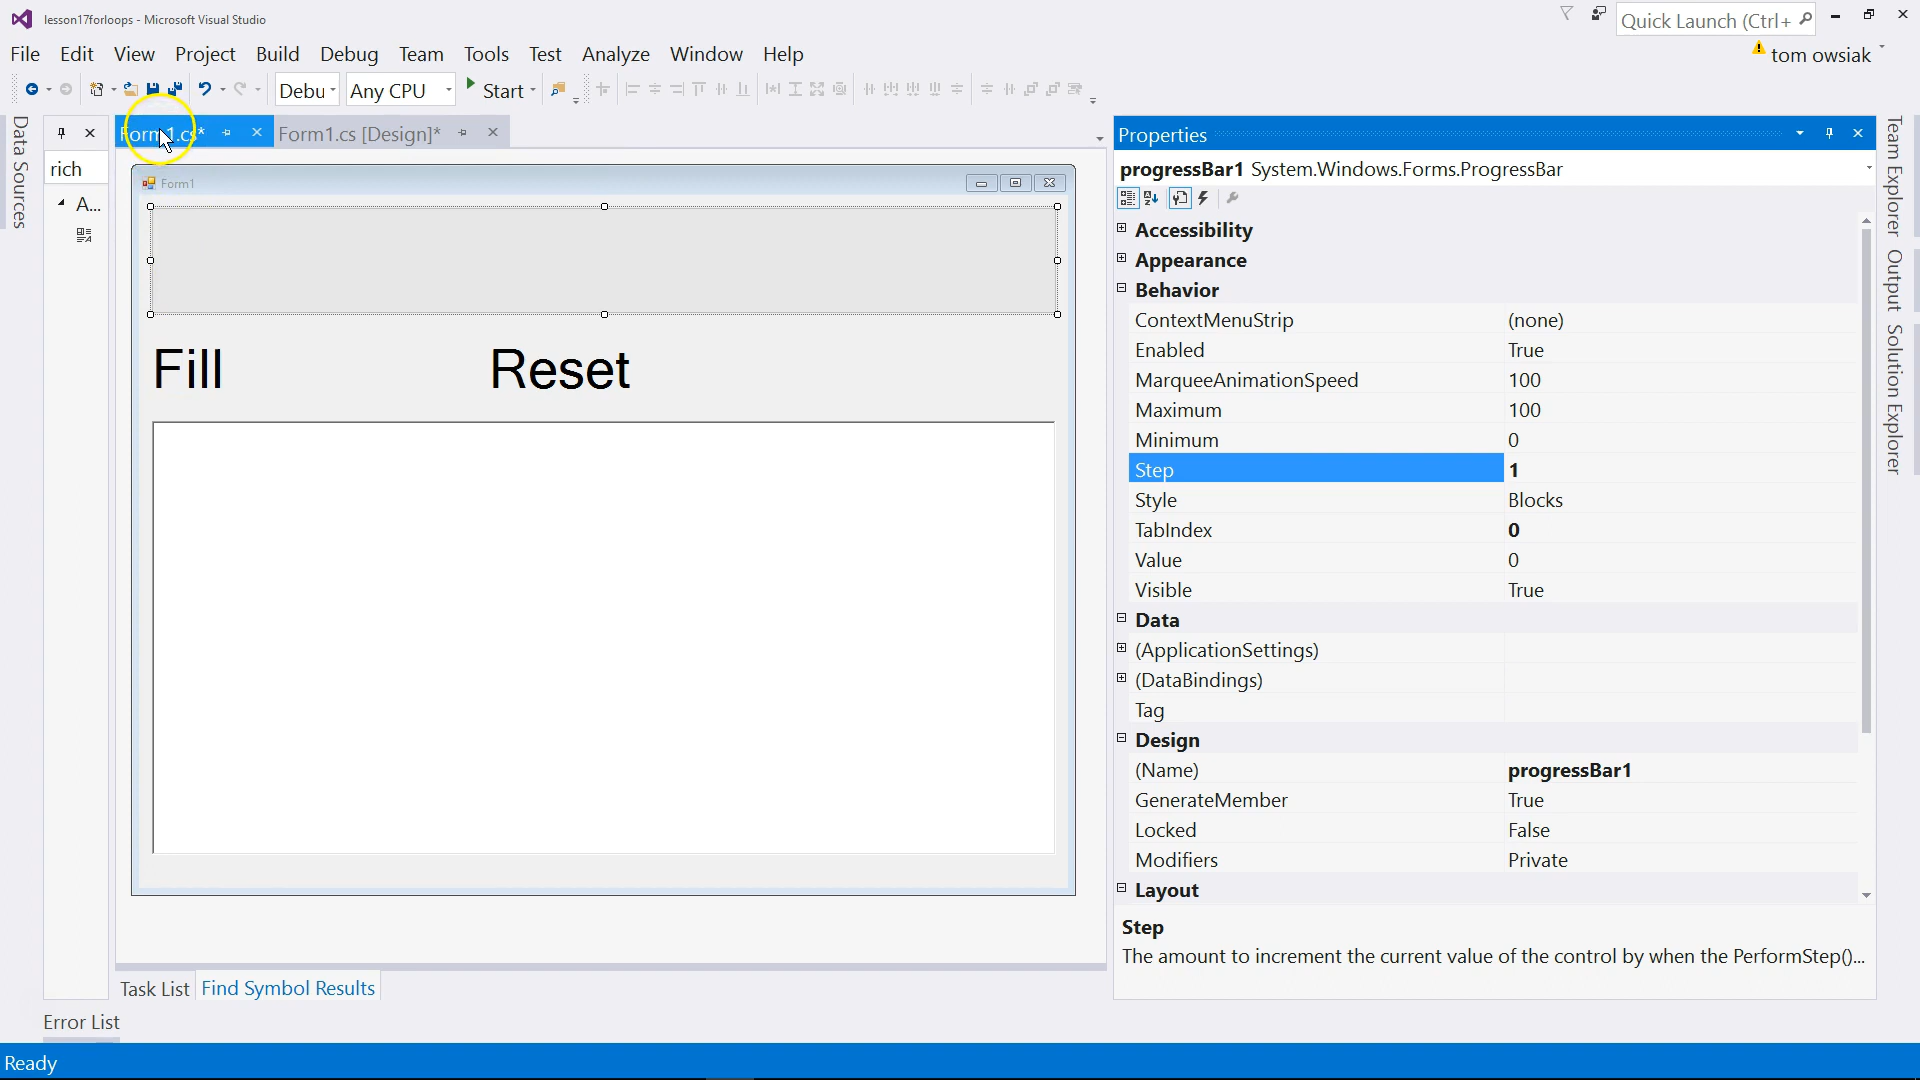 lesson17forloops - Microsoft Visual Studio
Quick Launch (Ctrl+
File Edit View Project Build Debug Team Tools Test Analyze Window Help
tom owsiak
Debu Any CPU Start
Data Sources
rich
A...
Form1.cs* Form1.cs [Design]*
Form1
Fill Reset
Task List Find Symbol Results
Error List
Ready
Properties
progressBar1 System.Windows.Forms.ProgressBar
Accessibility
Appearance
Behavior
ContextMenuStrip (none)
Enabled True
MarqueeAnimationSpeed 100
Maximum 100
Minimum 0
Step 1
Style Blocks
TabIndex 0
Value 0
Visible True
Data
(ApplicationSettings)
(DataBindings)
Tag
Design
(Name) progressBar1
GenerateMember True
Locked False
Modifiers Private
Layout
Step
The amount to increment the current value of the control by when the PerformStep()...
Team Explorer
Output
Solution Explorer